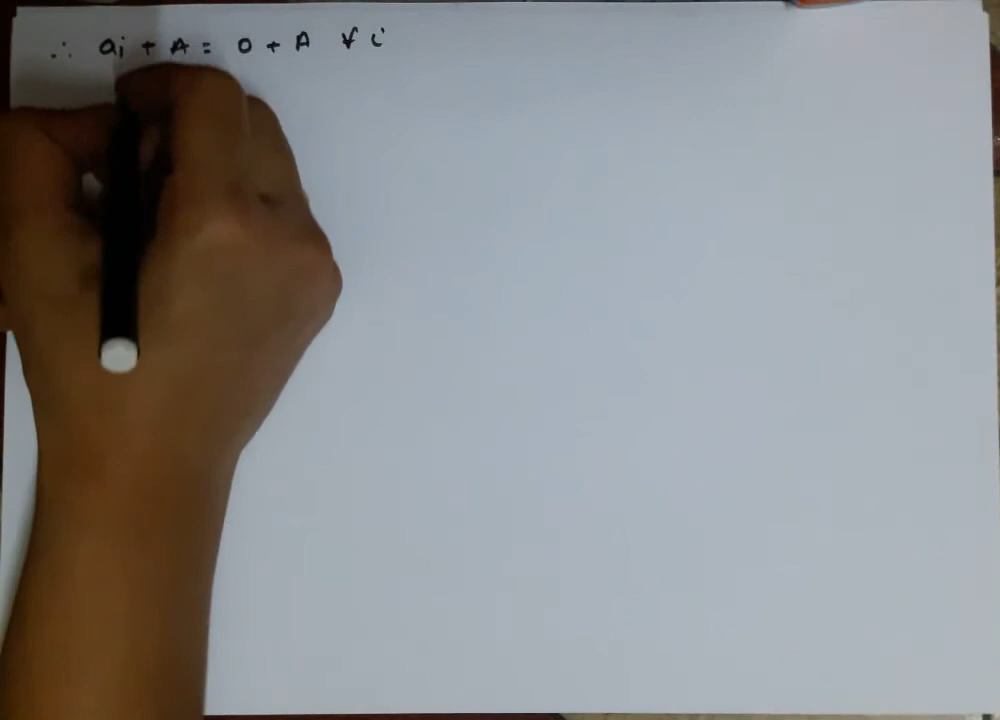 ∴ ai + A = 0 + A ∀ i